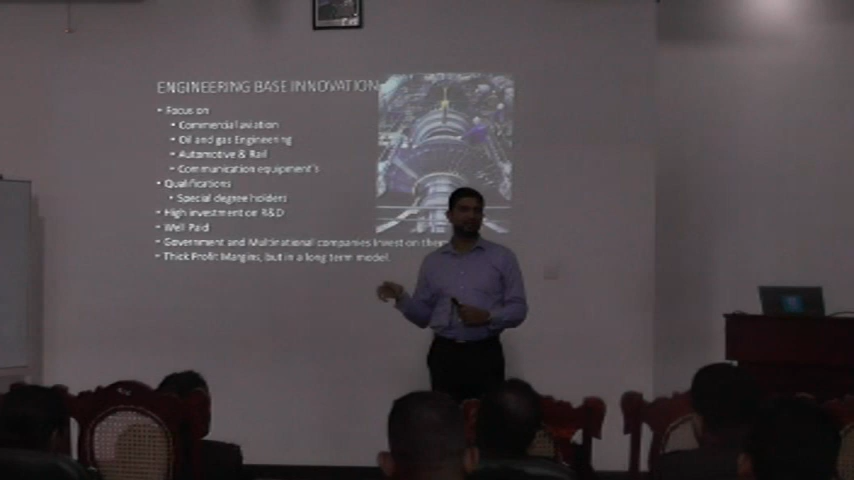 ENGINEERING BASE INNOVATION
• Focus on
• Commercial aviation
• Oil and gas Engineering
• Automotive & Rail
• Communication equipment's
• Qualifications
• Special degree holders
• High investment on R&D
• Well Paid
• Government and Multinational companies invest on
• Thick Profit Margins, but in a long term model.